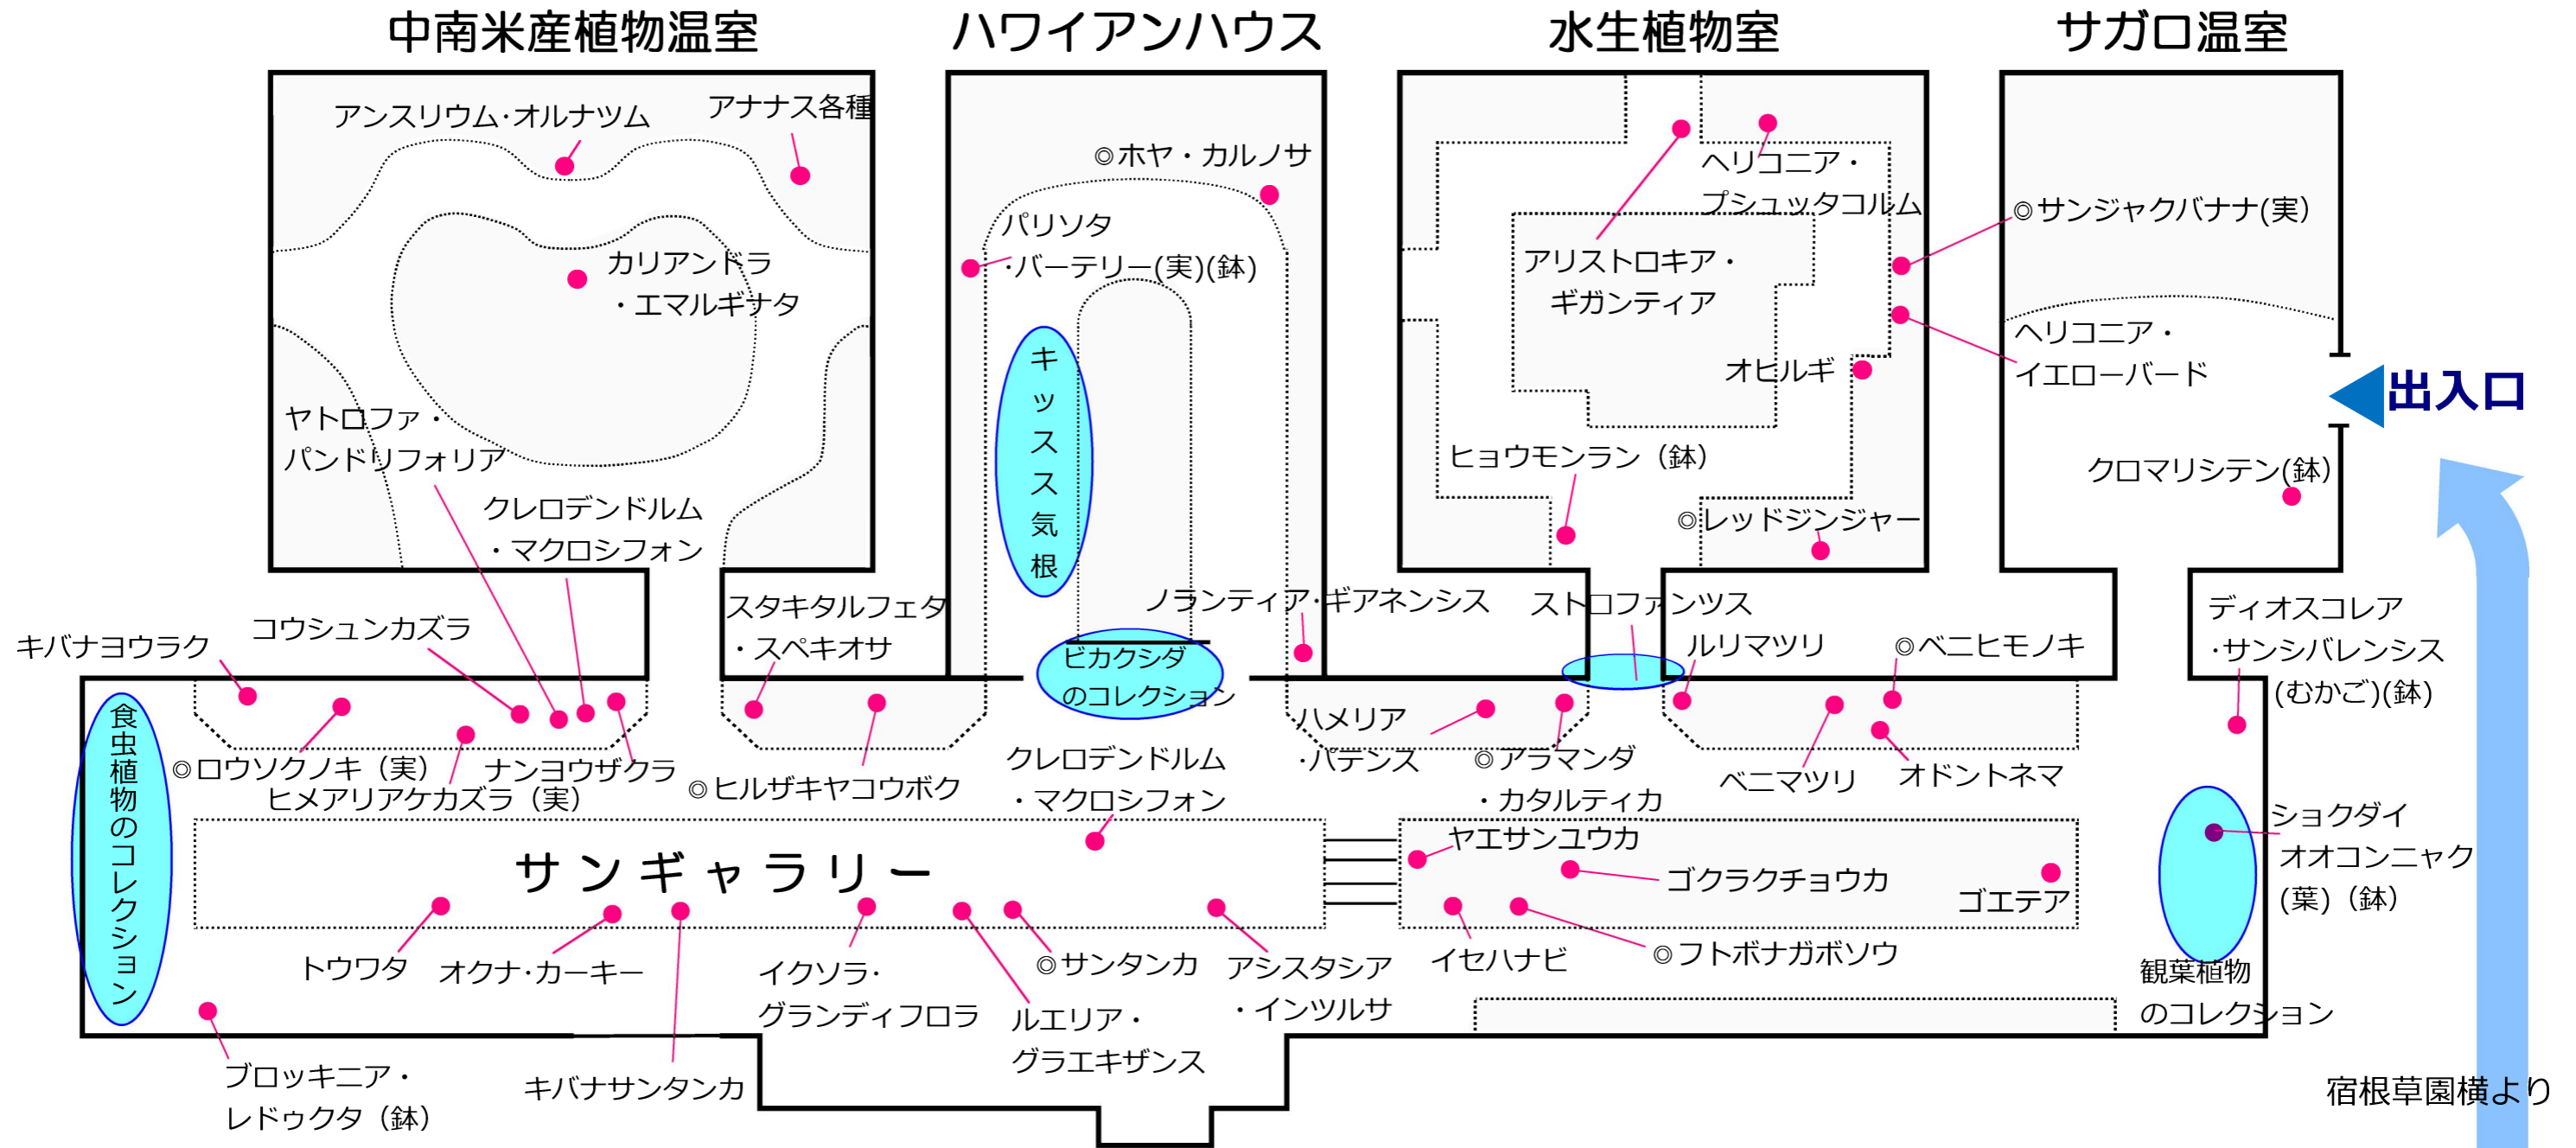 中南米産植物温室
ハワイアンハウス
水生植物室
サガロ温室
アンスリウム・オルナツム
アナナス各種
カリアンドラ
・エマルギナタ
ヤトロファ・
パンドリフォリア
クレロデンドルム
・マクロシフォン
◎ホヤ・カルノサ
パリソタ
・バーテリー(実)(鉢)
キッスス気根
ビカクシダ
のコレクション
ノランティア・ギアネンシス
ヘリコニア・
プシュッタコルム
アリストロキア・
ギガンティア
◎サンジャクバナナ(実)
ヘリコニア・
イエローバード
オヒルギ
ヒョウモンラン（鉢）
◎レッドジンジャー
出入口
クロマリシテン(鉢)
キバナヨウラク
コウシュンカズラ
スタキタルフェタ
・スペキオサ
ストロファンツス
ルリマツリ
◎ベニヒモノキ
ディオスコレア
・サンシバレンシス
(むかご)(鉢)
食虫植物のコレクション
◎ロウソクノキ（実）
ヒメアリアケカズラ（実）
ナンヨウザクラ
◎ヒルザキヤコウボク
クレロデンドルム
・マクロシフォン
ハメリア
・パテンス
◎アラマンダ
・カタルティカ
ベニマツリ
オドントネマ
サンギャラリー
ヤエサンユウカ
ゴクラクチョウカ
ゴエテア
ショクダイ
オオコンニャク
(葉)（鉢）
トウワタ
オクナ・カーキー
イクソラ・
グランディフロラ
◎サンタンカ
アシスタシア
・インツルサ
イセハナビ
◎フトボナガボソウ
観葉植物
のコレクション
ルエリア・
グラエキザンス
ブロッキニア・
レドゥクタ（鉢）
キバナサンタンカ
宿根草園横より